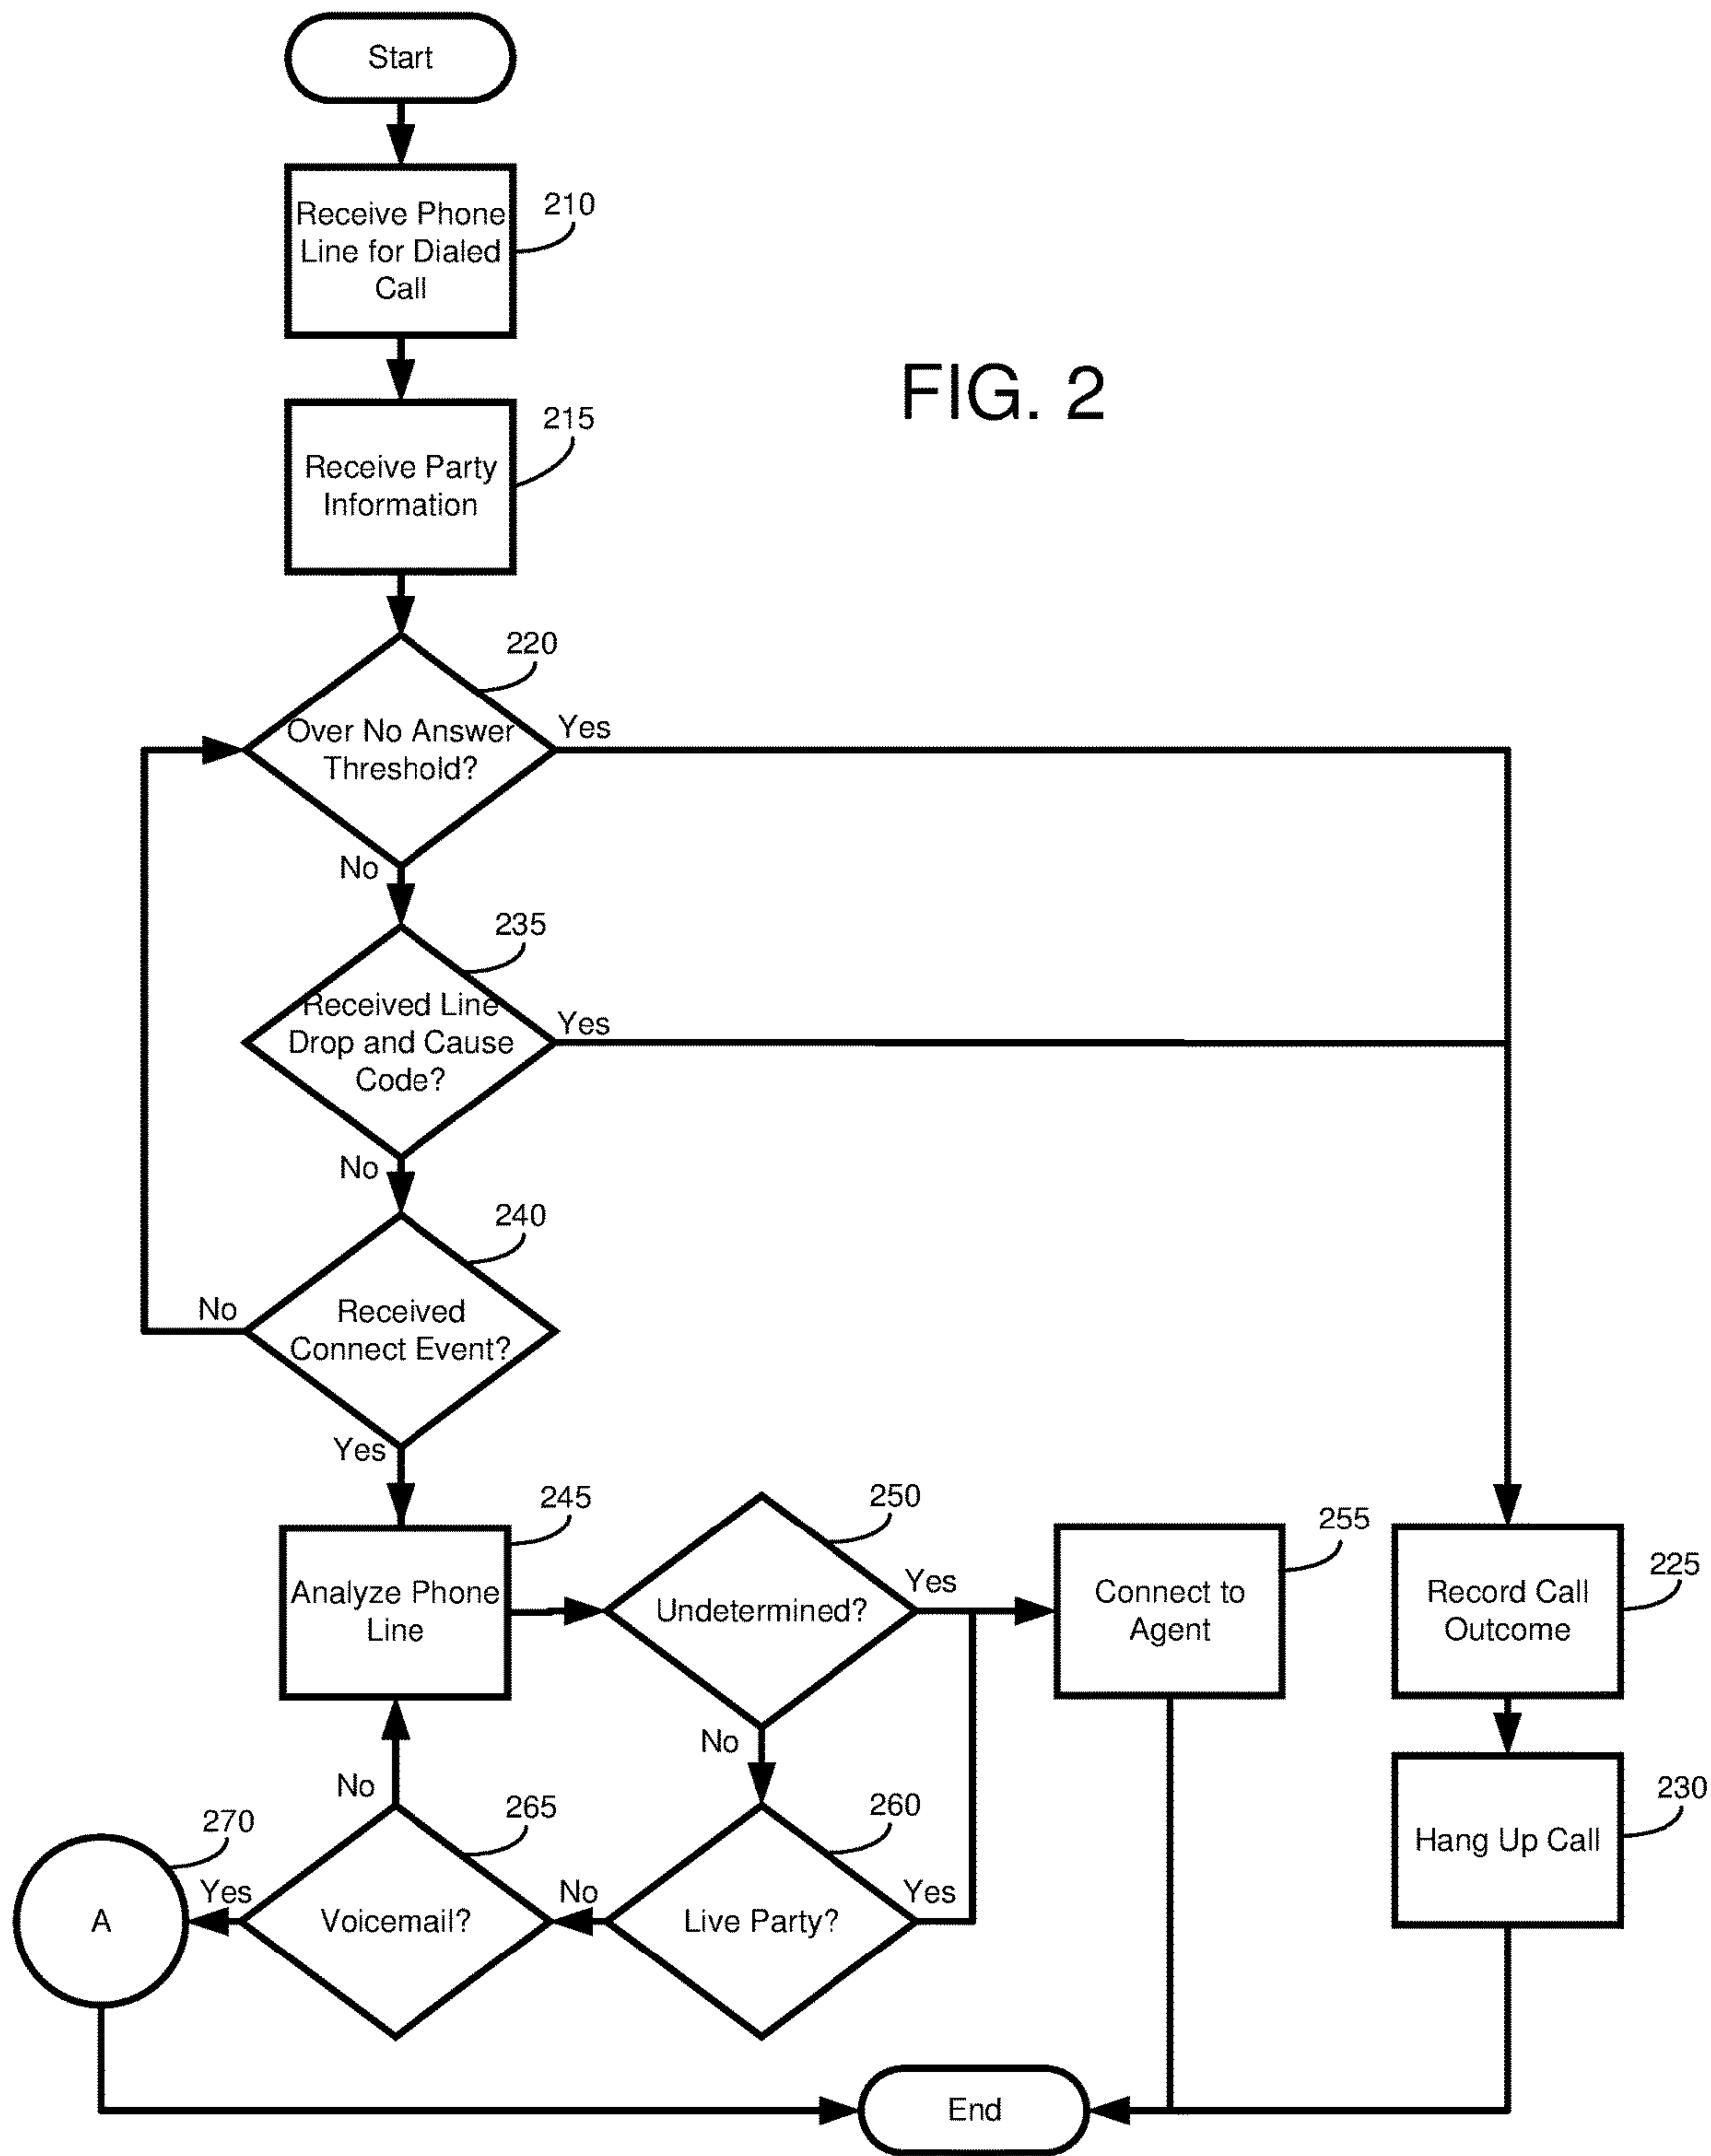 Start
Receive Phone
Line for Dialed
Call
210
FIG. 2
Receive Party
Information
215
220
Over No Answer
Threshold?
Yes
No
235
Received Line
Drop and Cause
Code?
Yes
No
240
Received
Connect Event?
No
Yes
245
Analyze Phone
Line
250
Undetermined?
Yes
No
255
Connect to
Agent
225
Record Call
Outcome
230
Hang Up Call
260
Live Party?
Yes
No
265
Voicemail?
No
Yes
270
A
End